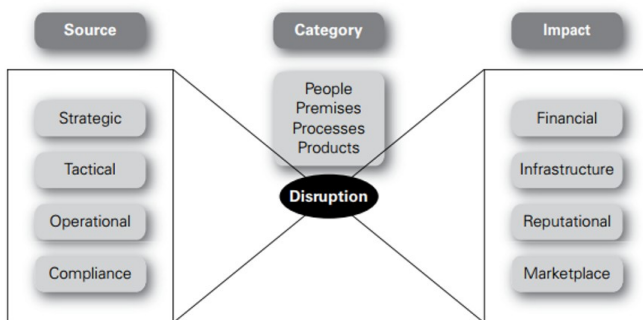 Source
Category
Impact
Strategic
Tactical
Operational
Compliance
People
Premises
Processes
Products
Disruption
Financial
Infrastructure
Reputational
Marketplace